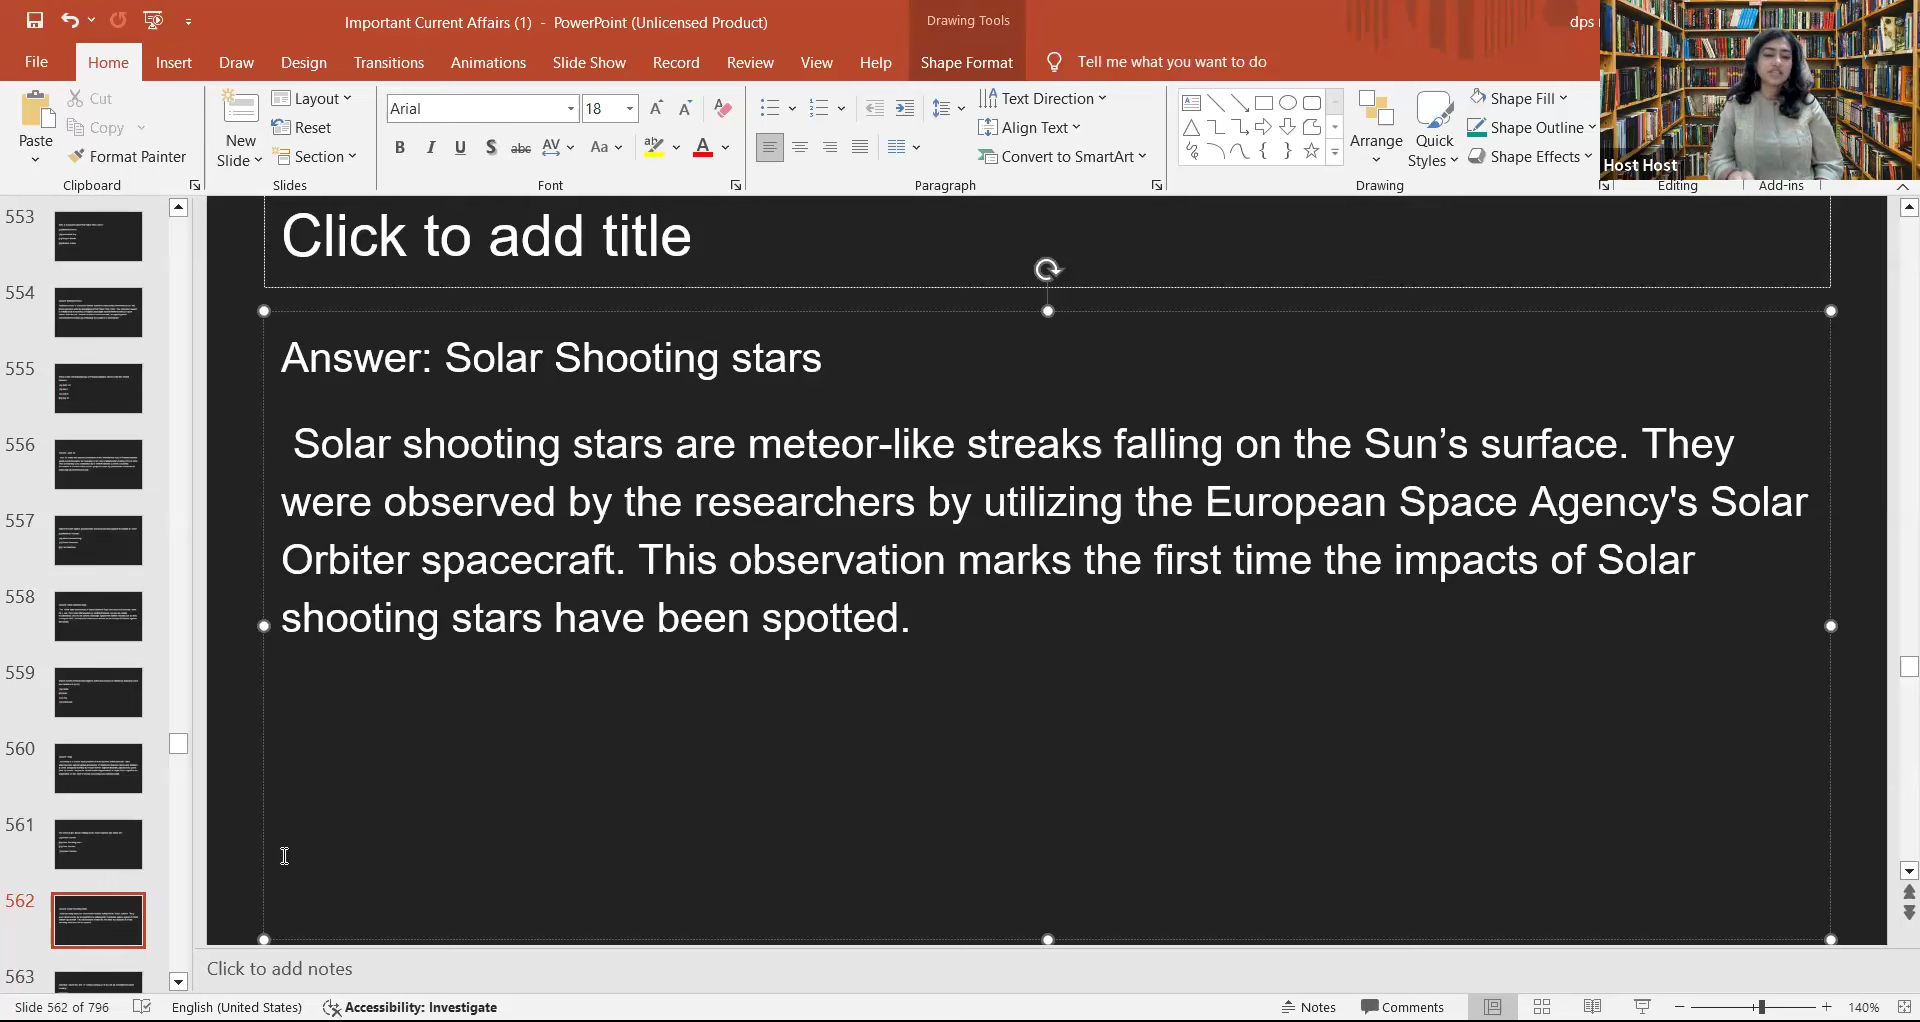 Important Current Affairs (1) - PowerPoint (Unlicensed Product)
Drawing Tools
dps
File Home Insert Draw Design Transitions Animations Slide Show Record Review View Help Shape Format Tell me what you want to do
Paste
Cut
Copy
Format Painter
Clipboard
New
Slide
Layout
Reset
Section
Slides
Arial
18
B I U S abc AV Aa ab A
Font
Text Direction
Align Text
Convert to SmartArt
Paragraph
Arrange
Quick
Styles
Shape Fill
Shape Outline
Shape Effects
Drawing
Editing
Add-ins
Host Host
553
554
555
556
557
558
559
560
561
562
563
Click to add title
Answer: Solar Shooting stars
Solar shooting stars are meteor-like streaks falling on the Sun’s surface. They
were observed by the researchers by utilizing the European Space Agency's Solar
Orbiter spacecraft. This observation marks the first time the impacts of Solar
shooting stars have been spotted.
Click to add notes
Slide 562 of 796 English (United States) Accessibility: Investigate Notes Comments 140%